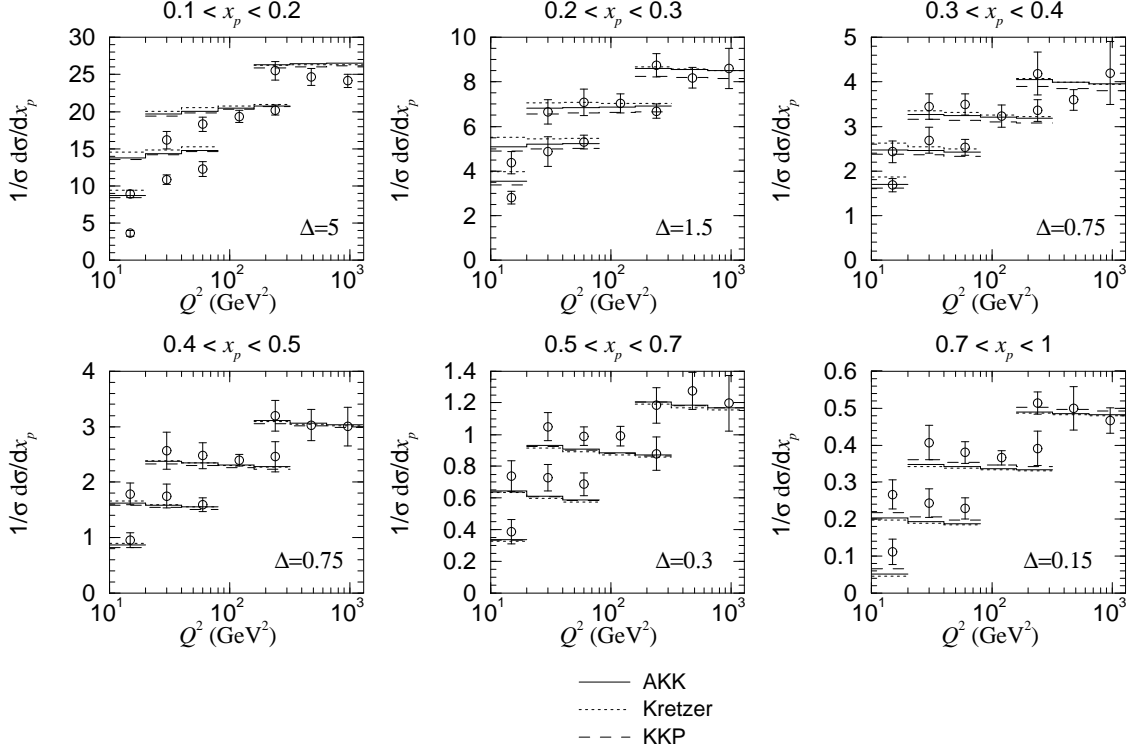 0.1 < x_p < 0.2
1/σ dσ/dx_p
30
25
20
15
10
5
0
Δ=5
10^1 10^2 10^3
Q^2 (GeV^2)
0.2 < x_p < 0.3
1/σ dσ/dx_p
10
8
6
4
2
0
Δ=1.5
10^1 10^2 10^3
Q^2 (GeV^2)
0.3 < x_p < 0.4
1/σ dσ/dx_p
5
4
3
2
1
0
Δ=0.75
10^1 10^2 10^3
Q^2 (GeV^2)
0.4 < x_p < 0.5
1/σ dσ/dx_p
4
3
2
1
0
Δ=0.75
10^1 10^2 10^3
Q^2 (GeV^2)
0.5 < x_p < 0.7
1/σ dσ/dx_p
1.4
1.2
1
0.8
0.6
0.4
0.2
0
Δ=0.3
10^1 10^2 10^3
Q^2 (GeV^2)
0.7 < x_p < 1
1/σ dσ/dx_p
0.6
0.5
0.4
0.3
0.2
0.1
0
Δ=0.15
10^1 10^2 10^3
Q^2 (GeV^2)
AKK
Kretzer
KKP